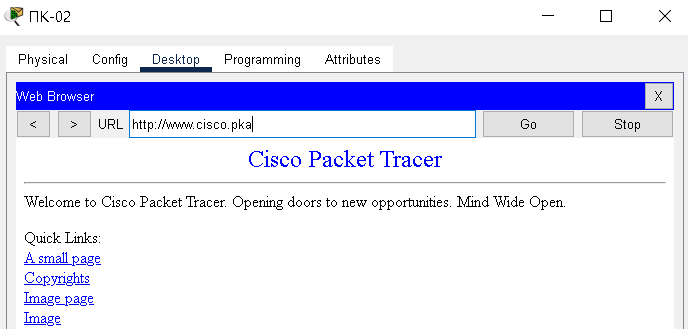 ПК-02
Physical Config Desktop Programming Attributes
Web Browser X
< > URL http://www.cisco.pka Go Stop
Cisco Packet Tracer
Welcome to Cisco Packet Tracer. Opening doors to new opportunities. Mind Wide Open.
Quick Links:
A small page
Copyrights
Image page
Image